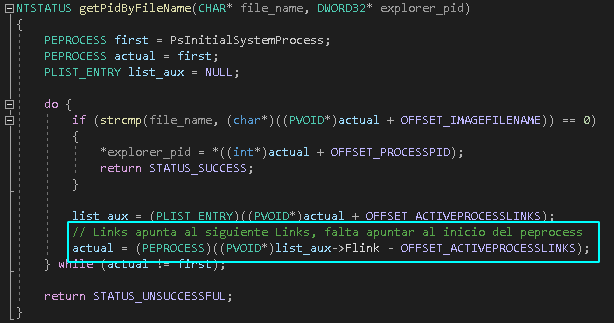 NTSTATUS getPidByFileName(CHAR* file_name, DWORD32* explorer_pid)
{
    PEPROCESS first = PsInitialSystemProcess;
    PEPROCESS actual = first;
    PLIST_ENTRY list_aux = NULL;

    do {
        if (strcmp(file_name, (char*)((PVOID*)actual + OFFSET_IMAGEFILENAME)) == 0)
        {
            *explorer_pid = *((int*)actual + OFFSET_PROCESSPID);
            return STATUS_SUCCESS;
        }

        list_aux = (PLIST_ENTRY)((PVOID*)actual + OFFSET_ACTIVEPROCESSLINKS);
        // Links apunta al siguiente Links, falta apuntar al inicio del peprocess
        actual = (PEPROCESS)((PVOID*)list_aux->Flink - OFFSET_ACTIVEPROCESSLINKS);
    } while (actual != first);

    return STATUS_UNSUCCESSFUL;
}